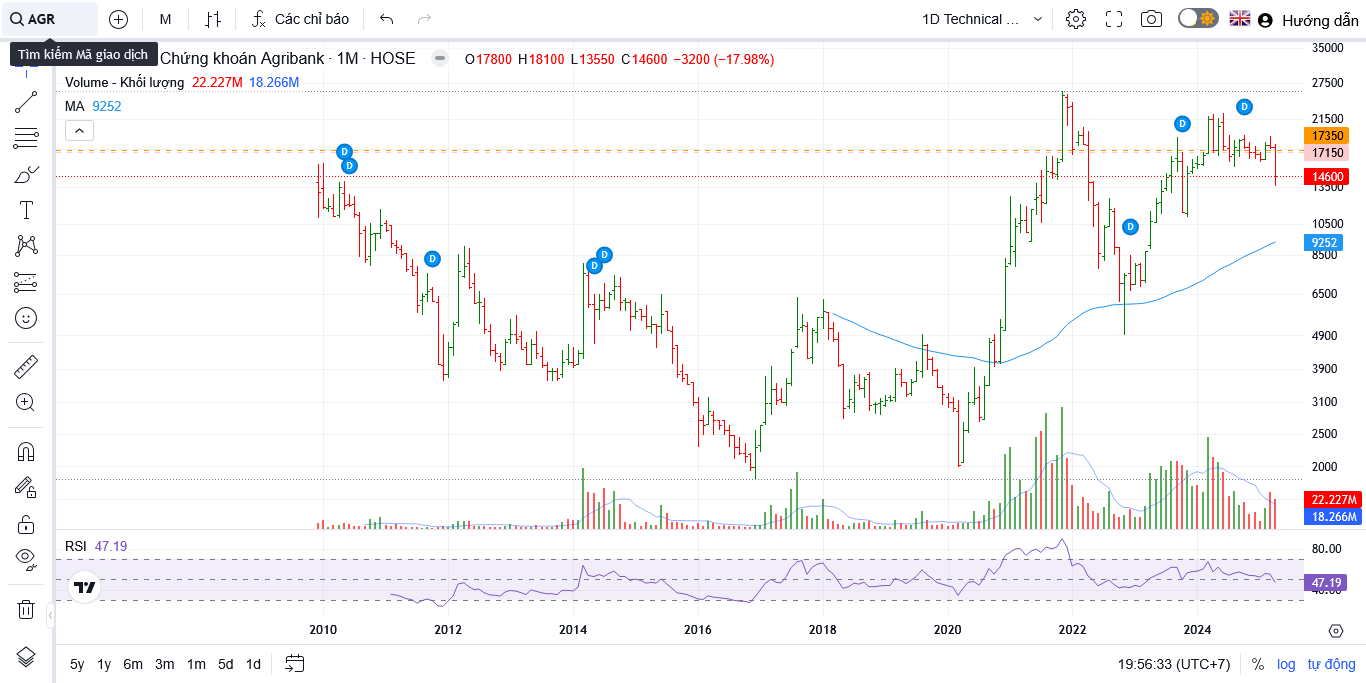 AGR
M
Các chỉ báo
1D Technical ...
Hướng dẫn
Tìm kiếm Mã giao dịch
Chứng khoán Agribank · 1M · HOSE
O17800 H18100 L13550 C14600 −3200 (−17.98%)
Volume - Khối lượng 22.227M 18.266M
MA 9252
35000
27500
21500
17350
17150
14600
13500
10500
9252
8500
6500
4900
3900
3100
2500
2000
22.227M
18.266M
D
D
D
D
D
D
D
D
RSI 47.19
80.00
47.19
40.00
2010 2012 2014 2016 2018 2020 2022 2024
5y 1y 6m 3m 1m 5d 1d
19:56:33 (UTC+7) % log tự động